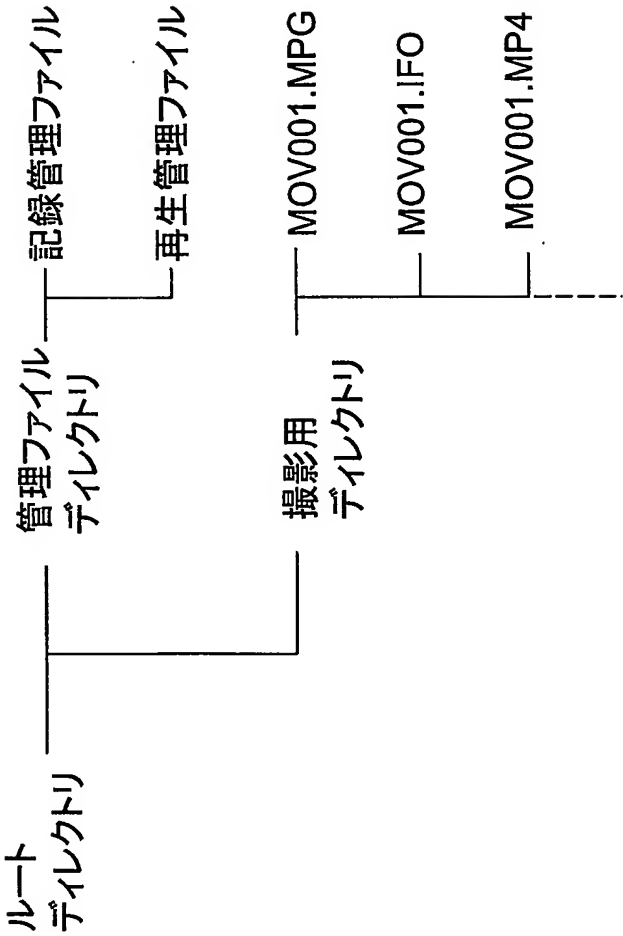 ルート
ディレクトリ
管理ファイル
ディレクトリ
記録管理ファイル
再生管理ファイル
撮影用
ディレクトリ
MOV001.MPG
MOV001.IFO
MOV001.MP4